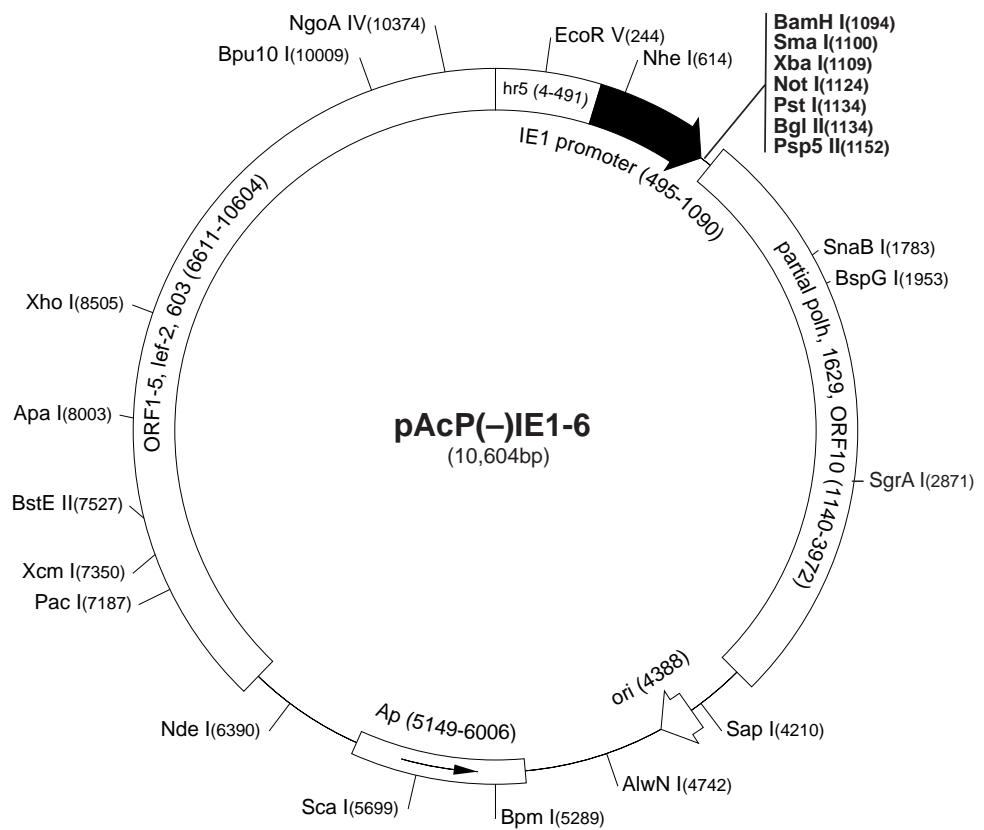 NgoA IV(10374)
Bpu10 I(10009)
EcoR V(244)
Nhe I(614)
BamH I(1094)
Sma I(1100)
Xba I(1109)
Not I(1124)
Pst I(1134)
Bgl II(1134)
Psp5 II(1152)
hr5 (4-491)
IE1 promoter (495-1090)
SnaB I(1783)
BspG I(1953)
partial polh, 1629, ORF10 (1140-3972)
ORF1-5, lef-2, 603 (6611-10604)
Xho I(8505)
Apa I(8003)
pAcP(–)IE1-6
(10,604bp)
SgrA I(2871)
BstE II(7527)
Xcm I(7350)
Pac I(7187)
ori (4388)
Ap (5149-6006)
Nde I(6390)
Sap I(4210)
AlwN I(4742)
Sca I(5699)
Bpm I(5289)